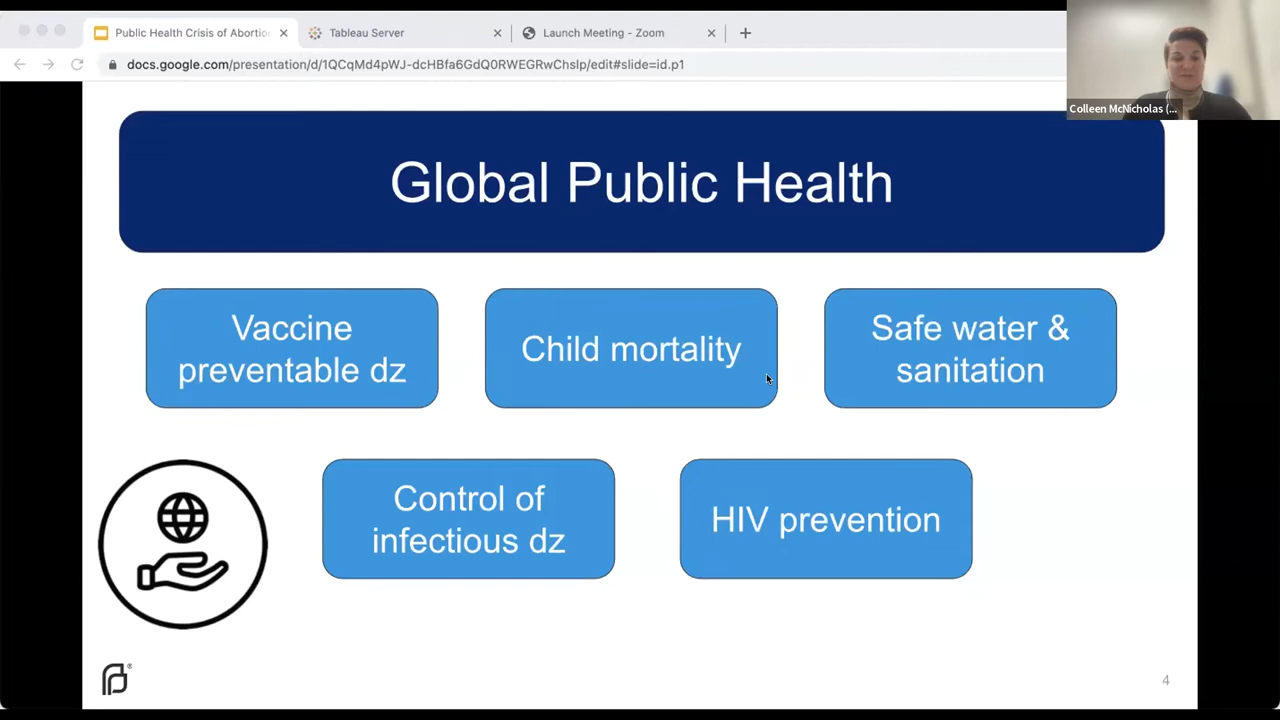 Public Health Crisis of Abortio
Tableau Server
Launch Meeting - Zoom
docs.google.com/presentation/d/1QCqMd4pWJ-dcHBfa6GdQ0RWEGRwChslp/edit#slide=id.p1
Colleen McNicholas (...
Global Public Health
Vaccine
preventable dz
Child mortality
Safe water &
sanitation
Control of
infectious dz
HIV prevention
4